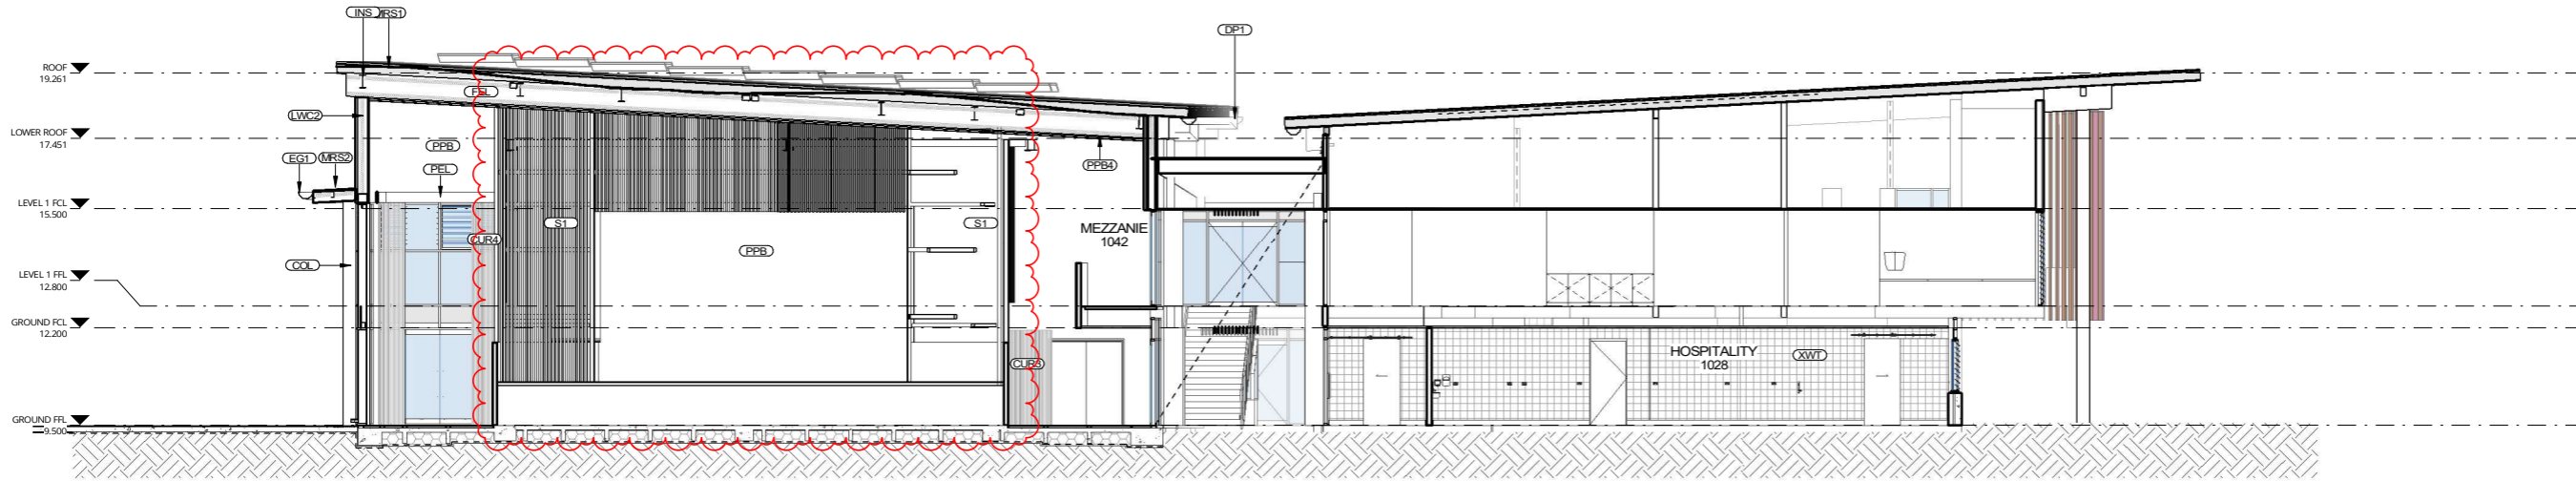 INS
MRS1
DP1
ROOF
19.261
PEL
LWC2
LOWER ROOF
17.451
PPB
EG1
MRS2
PEL
PPB4
LEVEL 1 FCL
15.500
S1
S1
CUR4
PPB
MEZZANIE
1042
COL
LEVEL 1 FFL
12.800
GROUND FCL
12.200
HOSPITALITY
1028
XWT
CUR3
GROUND FFL
9.500